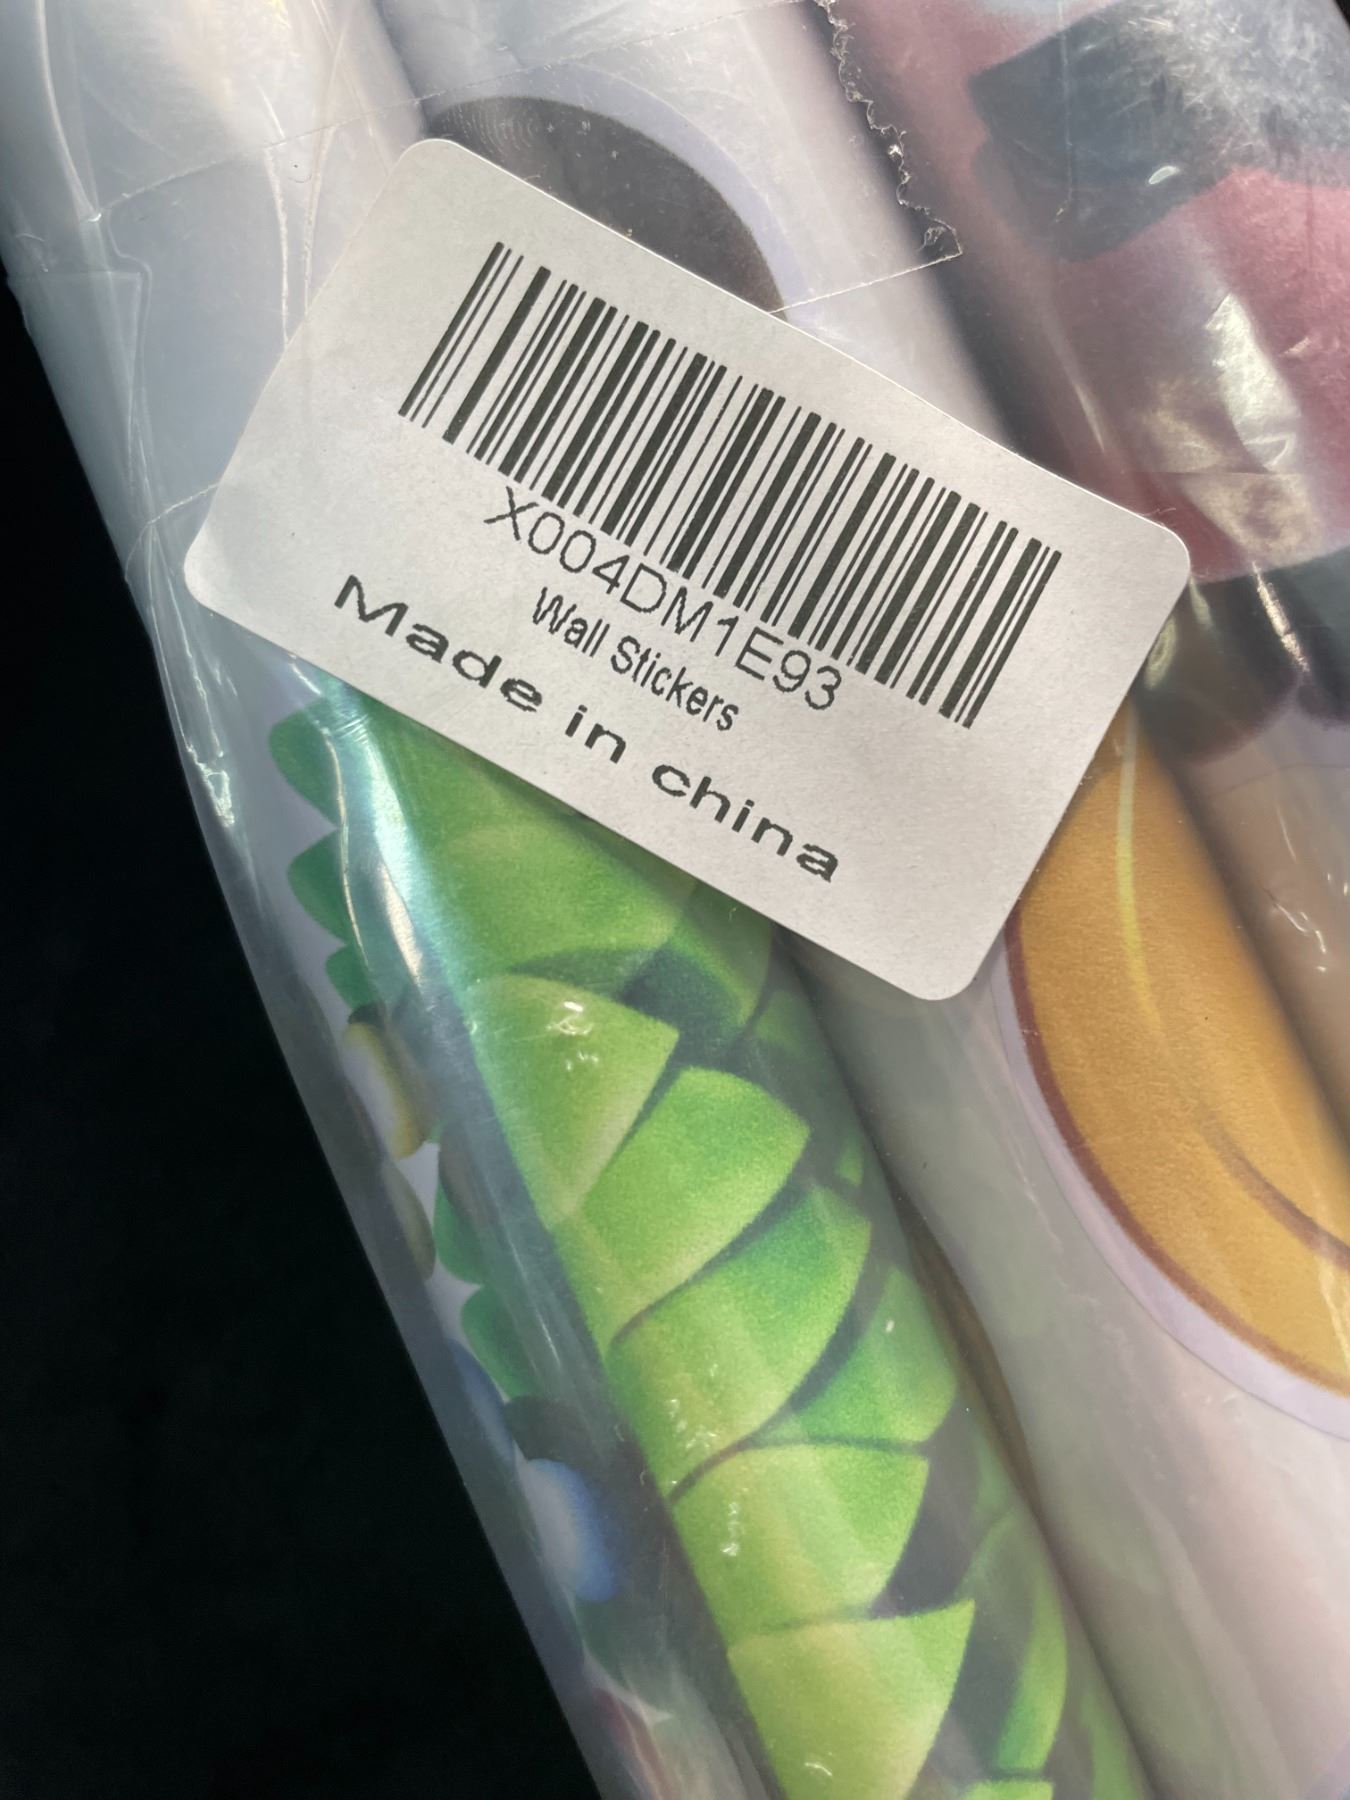 X004DM1E93
Wall Stickers
Made in china